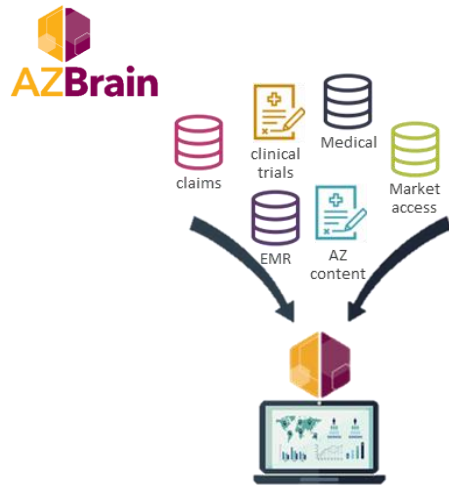 AZBrain
claims
clinical
trials
Medical
Market
access
EMR
AZ
content